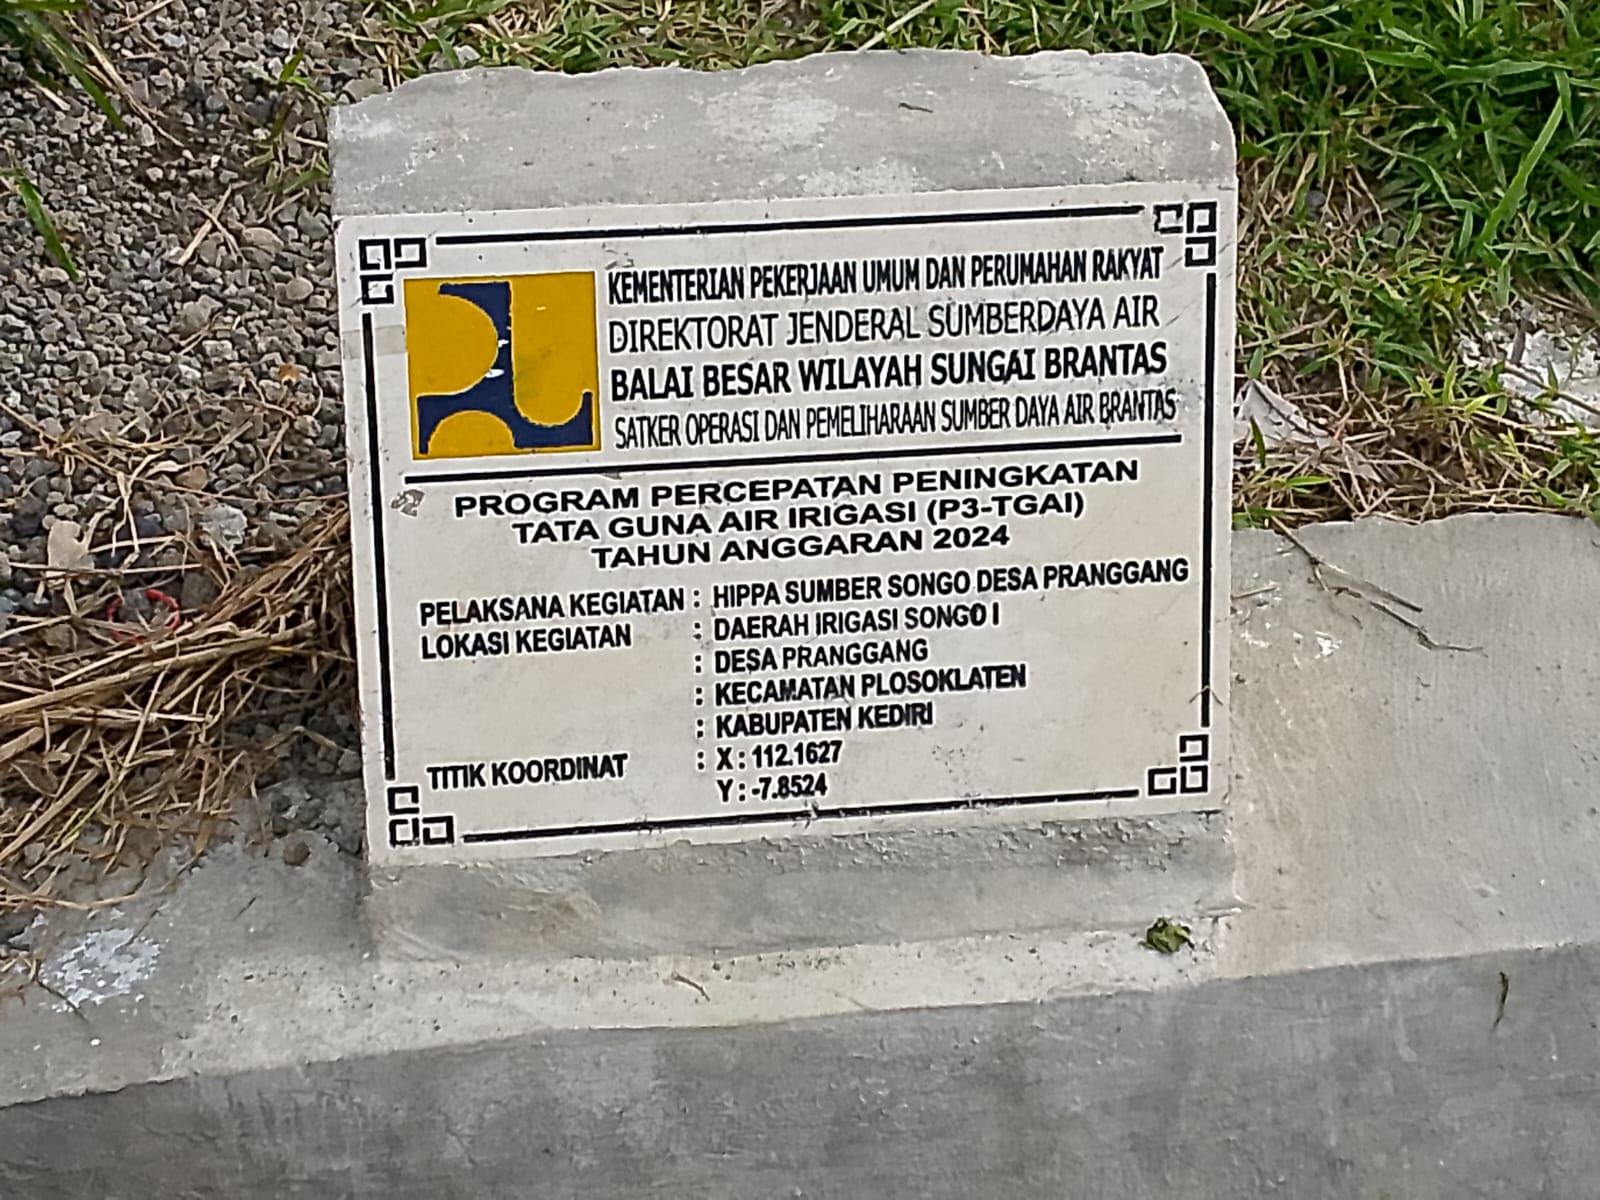 KEMENTERIAN PEKERJAAN UMUM DAN PERUMAHAN RAKYAT
DIREKTORAT JENDERAL SUMBERDAYA AIR
BALAI BESAR WILAYAH SUNGAI BRANTAS
SATKER OPERASI DAN PEMELIHARAAN SUMBER DAYA AIR BRANTAS
PROGRAM PERCEPATAN PENINGKATAN
TATA GUNA AIR IRIGASI (P3-TGAI)
TAHUN ANGGARAN 2024
PELAKSANA KEGIATAN : HIPPA SUMBER SONGO DESA PRANGGANG
LOKASI KEGIATAN : DAERAH IRIGASI SONGO I
: DESA PRANGGANG
: KECAMATAN PLOSOKLATEN
: KABUPATEN KEDIRI
TITIK KOORDINAT : X : 112.1627
Y : -7.8524